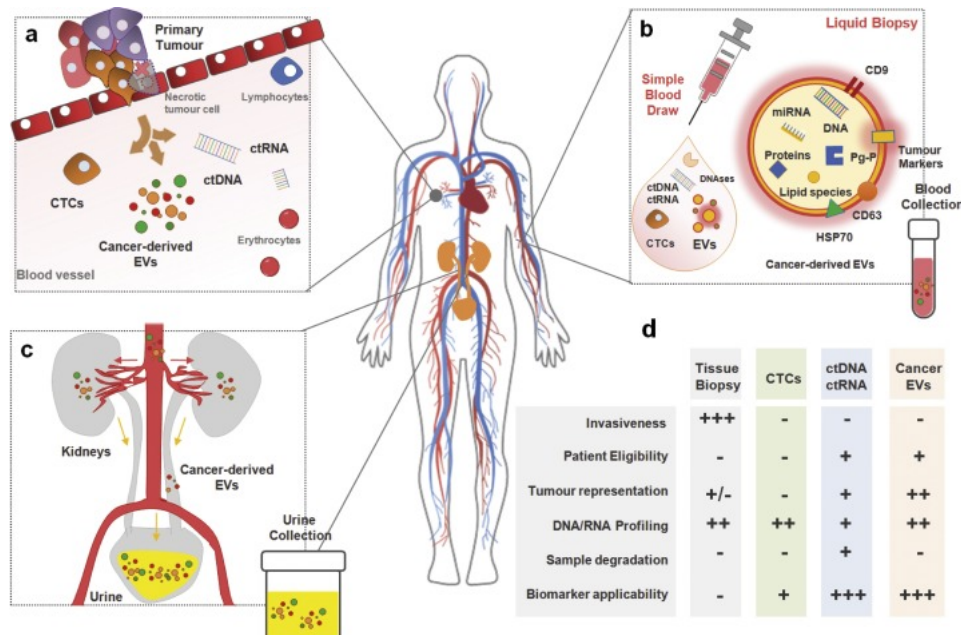 a
Primary
Tumour
Necrotic
tumour cell
Lymphocytes
ctRNA
ctDNA
CTCs
Cancer-derived
EVs
Erythrocytes
Blood vessel
b
Liquid Biopsy
Simple
Blood
Draw
CD9
miRNA
DNA
Proteins
Pg-P
Tumour
Markers
Lipid species
CD63
HSP70
Cancer-derived EVs
DNAses
ctDNA
ctRNA
CTCs
EVs
Blood
Collection
c
Kidneys
Cancer-derived
EVs
Urine
Urine
Collection
d
Tissue Biopsy CTCs ctDNA ctRNA Cancer EVs
Invasiveness +++ - - -
Patient Eligibility - - + +
Tumour representation +/- - + ++
DNA/RNA Profiling ++ ++ + ++
Sample degradation - - + -
Biomarker applicability - + +++ +++